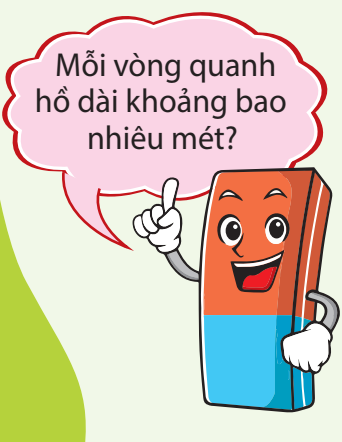 Mỗi vòng quanh
hồ dài khoảng bao
nhiêu mét?